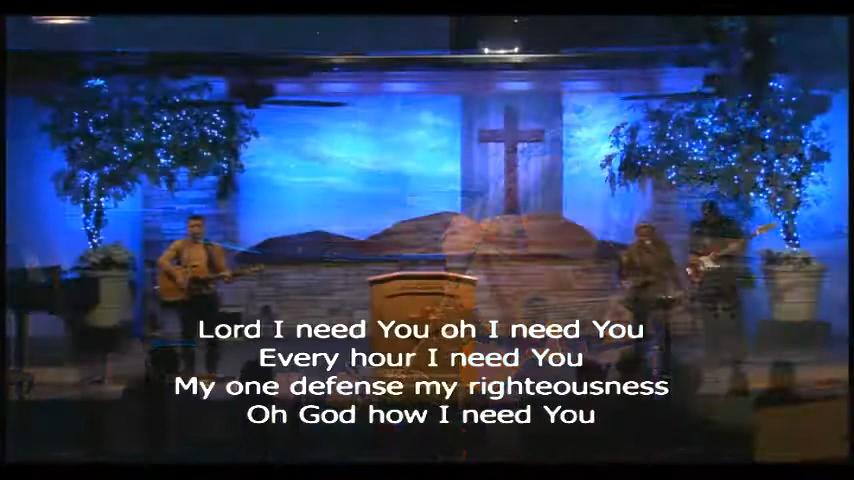 Lord I need You oh I need You
Every hour I need You
My one defense my righteousness
Oh God how I need You